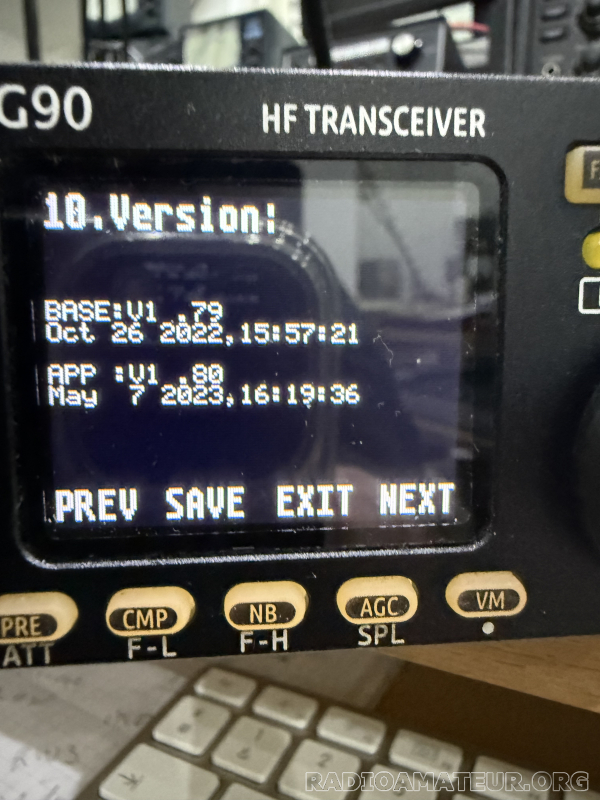 G90
HF TRANSCEIVER
10.Version:
BASE:V1 .79
Oct 26 2022,15:57:21
APP :V1 .80
May 7 2023,16:19:36
PREV SAVE EXIT NEXT
PRE CMP NB AGC VM
ATT F-L F-H SPL
RADIOAMATEUR.ORG